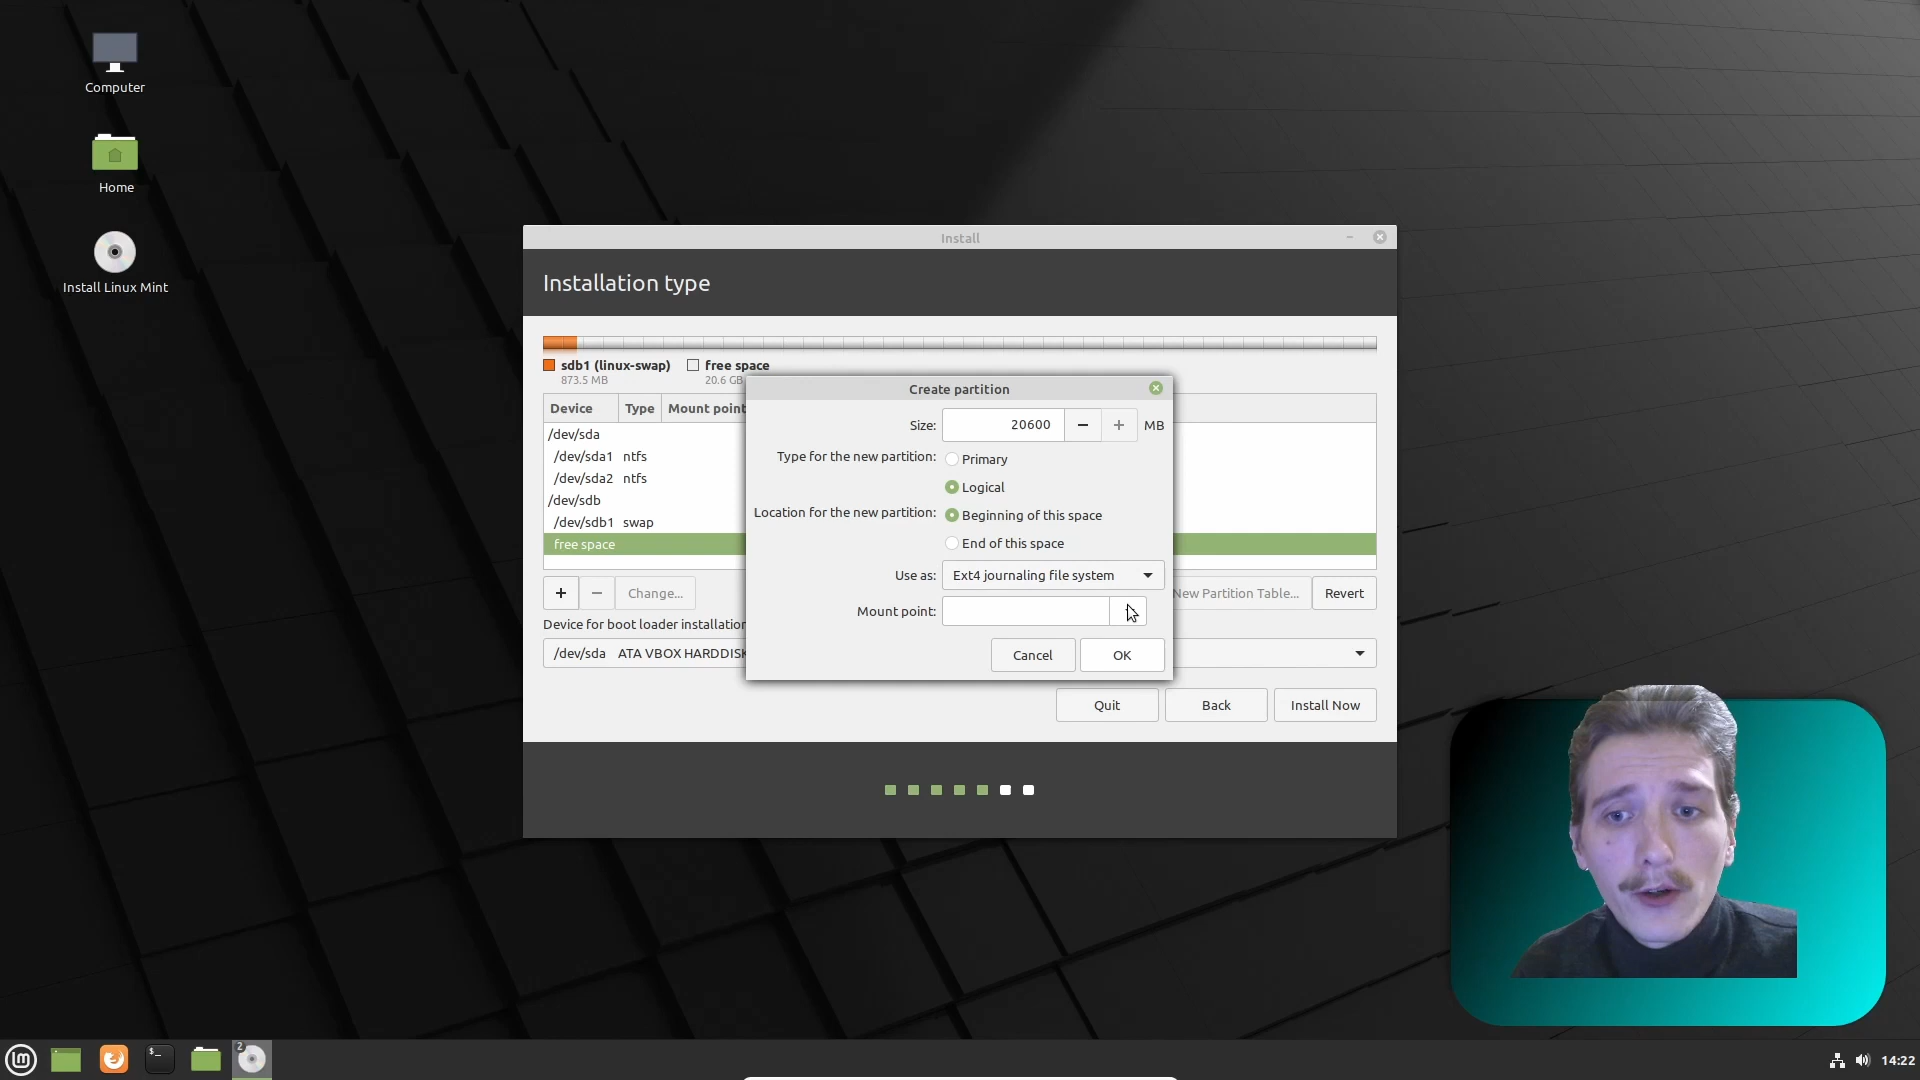 Computer
Home
Install Linux Mint
Install
Installation type
sdb1 (linux-swap)
873.5 MB
free space
20.6 GB
Device Type Mount point
/dev/sda
/dev/sda1 ntfs
/dev/sda2 ntfs
/dev/sdb
/dev/sdb1 swap
free space
+ − Change...
New Partition Table... Revert
Device for boot loader installation
/dev/sda ATA VBOX HARDDISK
Quit Back Install Now
Create partition
Size: 20600 − + MB
Type for the new partition: Primary
Logical
Location for the new partition: Beginning of this space
End of this space
Use as: Ext4 journaling file system
Mount point:
Cancel OK
lm
$_
2
14:22